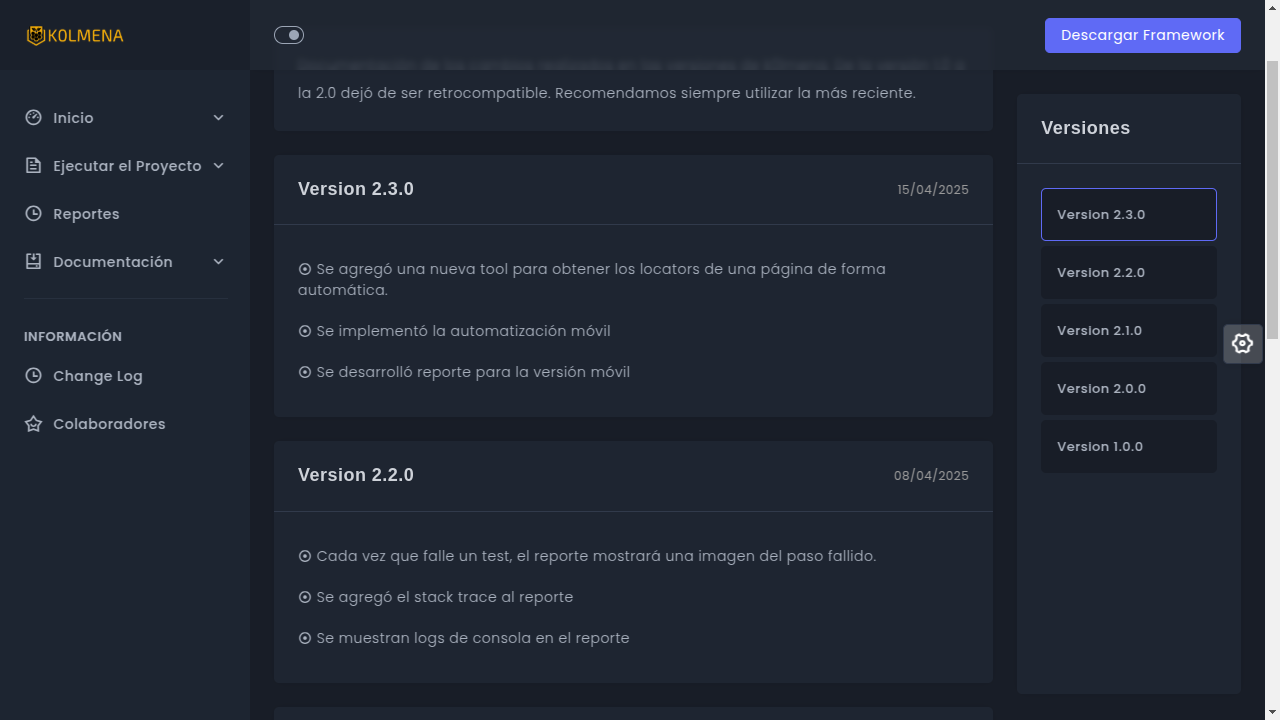 KOLMENA
Descargar Framework
Inicio
Ejecutar el Proyecto
Reportes
Documentación
INFORMACIÓN
Change Log
Colaboradores
la 2.0 dejó de ser retrocompatible. Recomendamos siempre utilizar la más reciente.
Version 2.3.0
15/04/2025
Se agregó una nueva tool para obtener los locators de una página de forma
automática.
Se implementó la automatización móvil
Se desarrolló reporte para la versión móvil
Version 2.2.0
08/04/2025
Cada vez que falle un test, el reporte mostrará una imagen del paso fallido.
Se agregó el stack trace al reporte
Se muestran logs de consola en el reporte
Versiones
Version 2.3.0
Version 2.2.0
Version 2.1.0
Version 2.0.0
Version 1.0.0